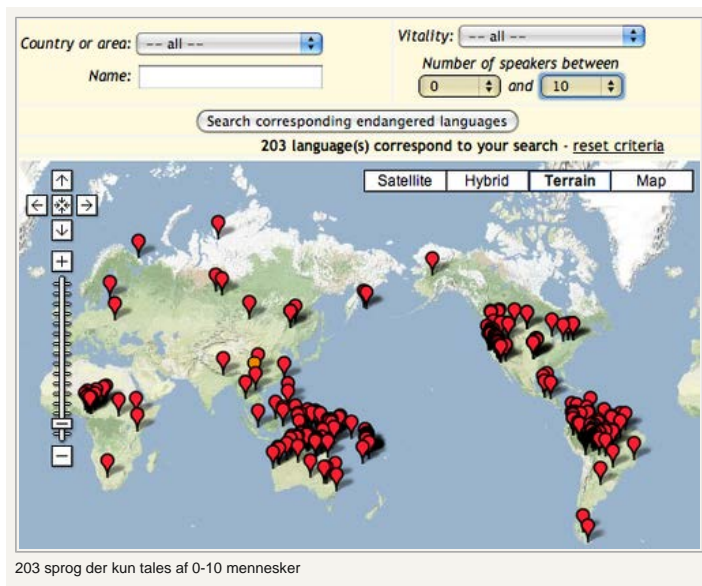 Country or area: -- all --
Vitality: -- all --
Name:
Number of speakers between
0 and 10
Search corresponding endangered languages
203 language(s) correspond to your search - reset criteria
Satellite Hybrid Terrain Map
203 sprog der kun tales af 0-10 mennesker